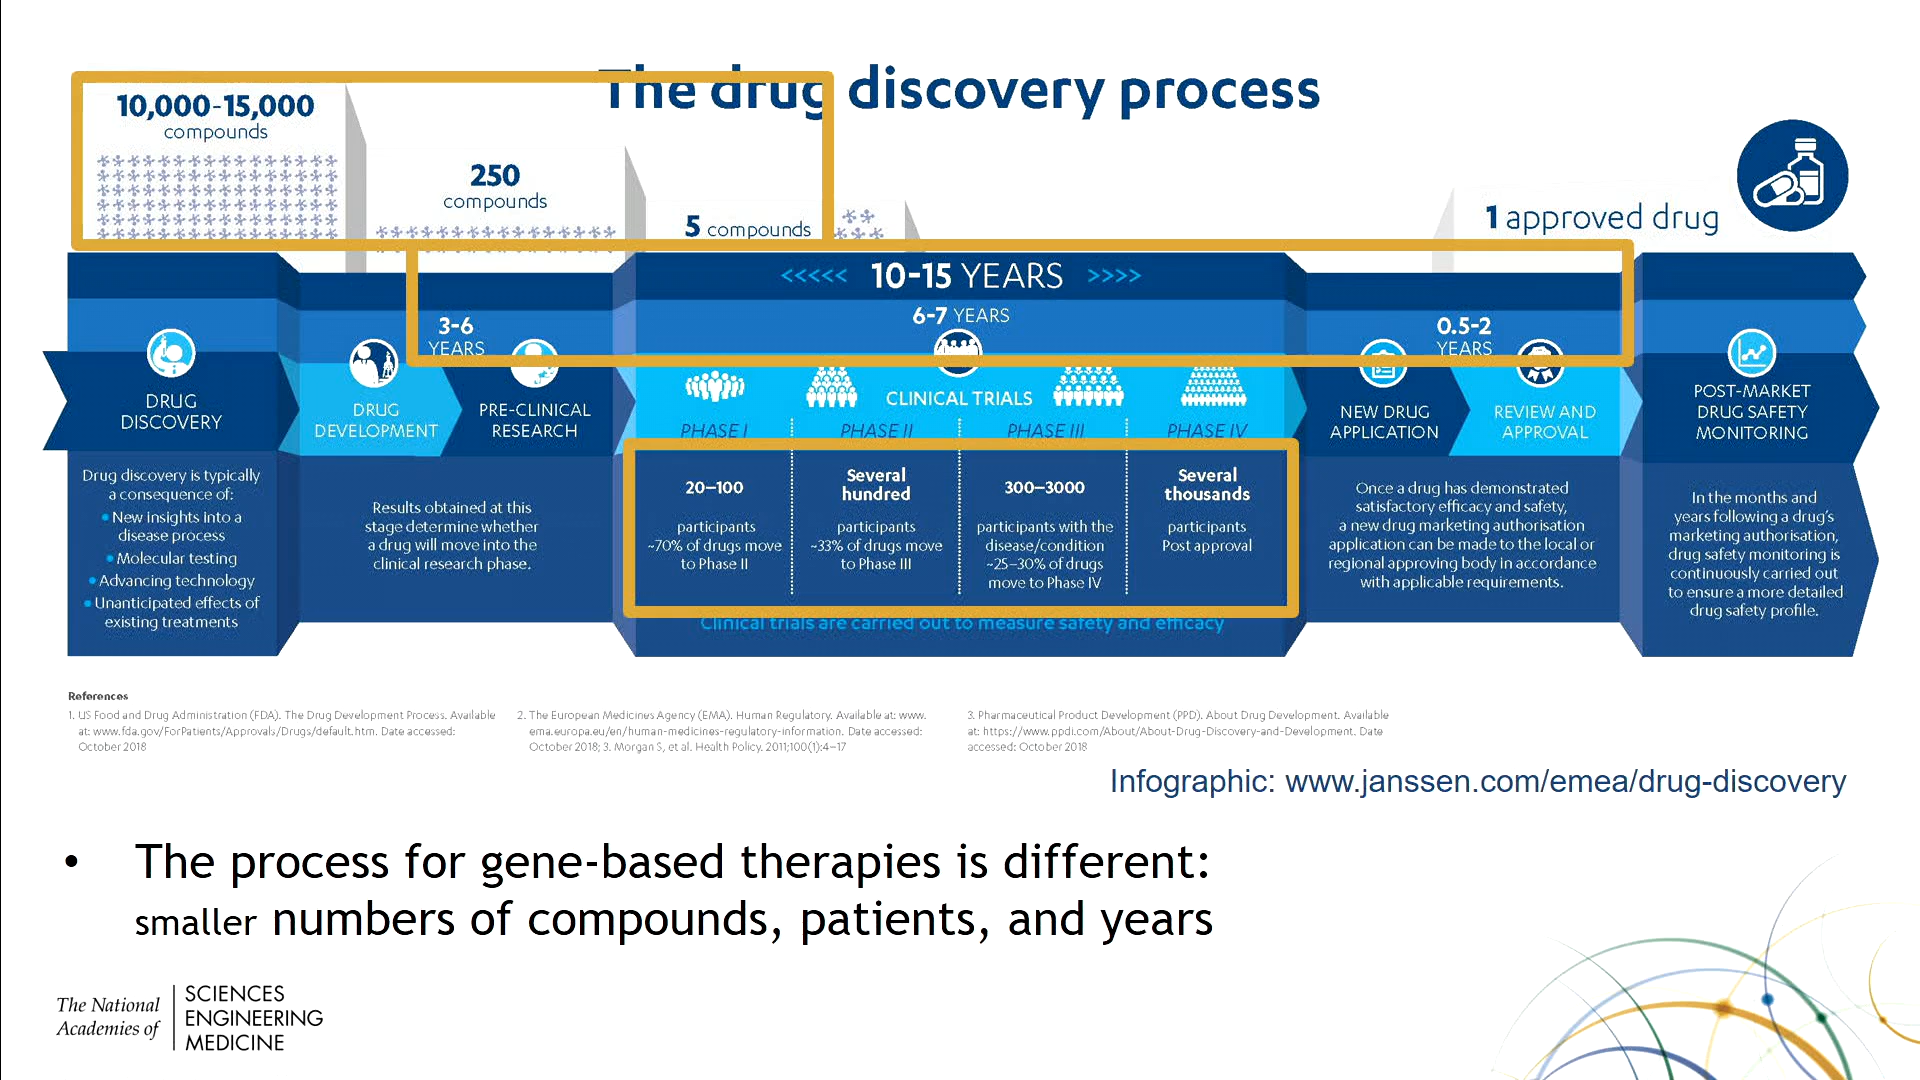 The drug discovery process
10,000-15,000
compounds
250
compounds
5 compounds
1 approved drug
<<<<< 10-15 YEARS >>>>
3-6
YEARS
6-7 YEARS
0.5-2
YEARS
DRUG
DISCOVERY
DRUG
DEVELOPMENT
PRE-CLINICAL
RESEARCH
CLINICAL TRIALS
PHASE I
PHASE II
PHASE III
PHASE IV
NEW DRUG
APPLICATION
REVIEW AND
APPROVAL
POST-MARKET
DRUG SAFETY
MONITORING
Drug discovery is typically
a consequence of:
• New insights into a
disease process
• Molecular testing
• Advancing technology
• Unanticipated effects of
existing treatments
Results obtained at this
stage determine whether
a drug will move into the
clinical research phase.
20–100
participants
~70% of drugs move
to Phase II
Several
hundred
participants
~33% of drugs move
to Phase III
300–3000
participants with the
disease/condition
~25–30% of drugs
move to Phase IV
Several
thousands
participants
Post approval
Clinical trials are carried out to measure safety and efficacy
Once a drug has demonstrated
satisfactory efficacy and safety,
a new drug marketing authorisation
application can be made to the local or
regional approving body in accordance
with applicable requirements.
In the months and
years following a drug's
marketing authorisation,
drug safety monitoring is
continuously carried out
to ensure a more detailed
drug safety profile.
References
1. US Food and Drug Administration (FDA). The Drug Development Process. Available
at: www.fda.gov/ForPatients/Approvals/Drugs/default.htm. Date accessed:
October 2018
2. The European Medicines Agency (EMA). Human Regulatory. Available at: www.
ema.europa.eu/en/human-medicines-regulatory-information. Date accessed:
October 2018; 3. Morgan S, et al. Health Policy. 2011;100(1):4–17
3. Pharmaceutical Product Development (PPD). About Drug Development. Available
at: https://www.ppdi.com/About/About-Drug-Discovery-and-Development. Date
accessed: October 2018
Infographic: www.janssen.com/emea/drug-discovery
• The process for gene-based therapies is different:
smaller numbers of compounds, patients, and years
The National
Academies of
SCIENCES
ENGINEERING
MEDICINE